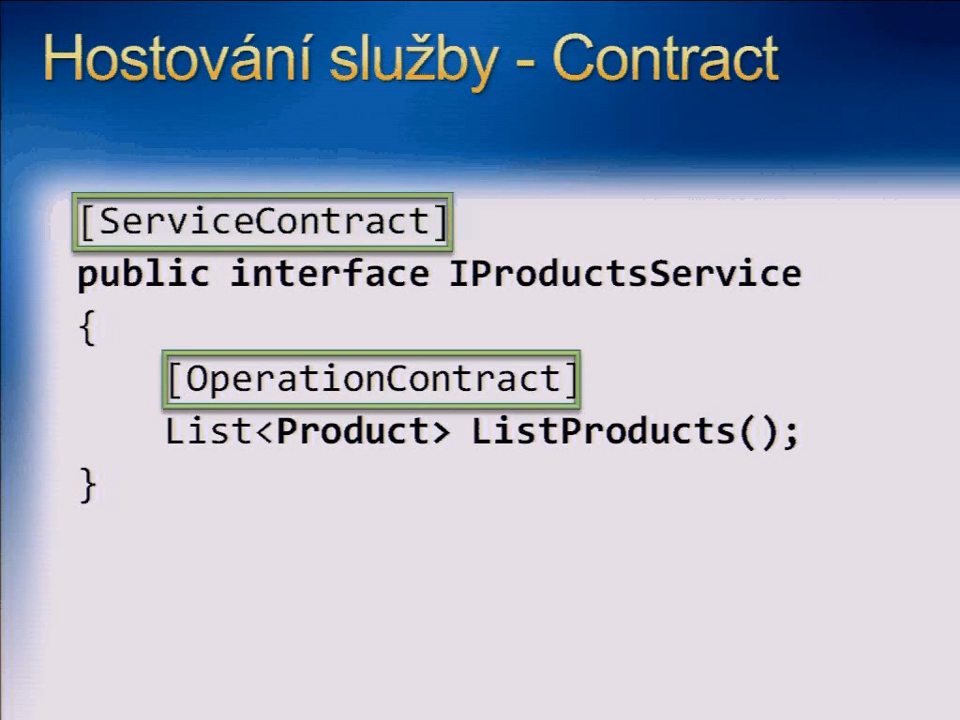 Hostování služby - Contract
[ServiceContract]
public interface IProductsService
{
[OperationContract]
List<Product> ListProducts();
}